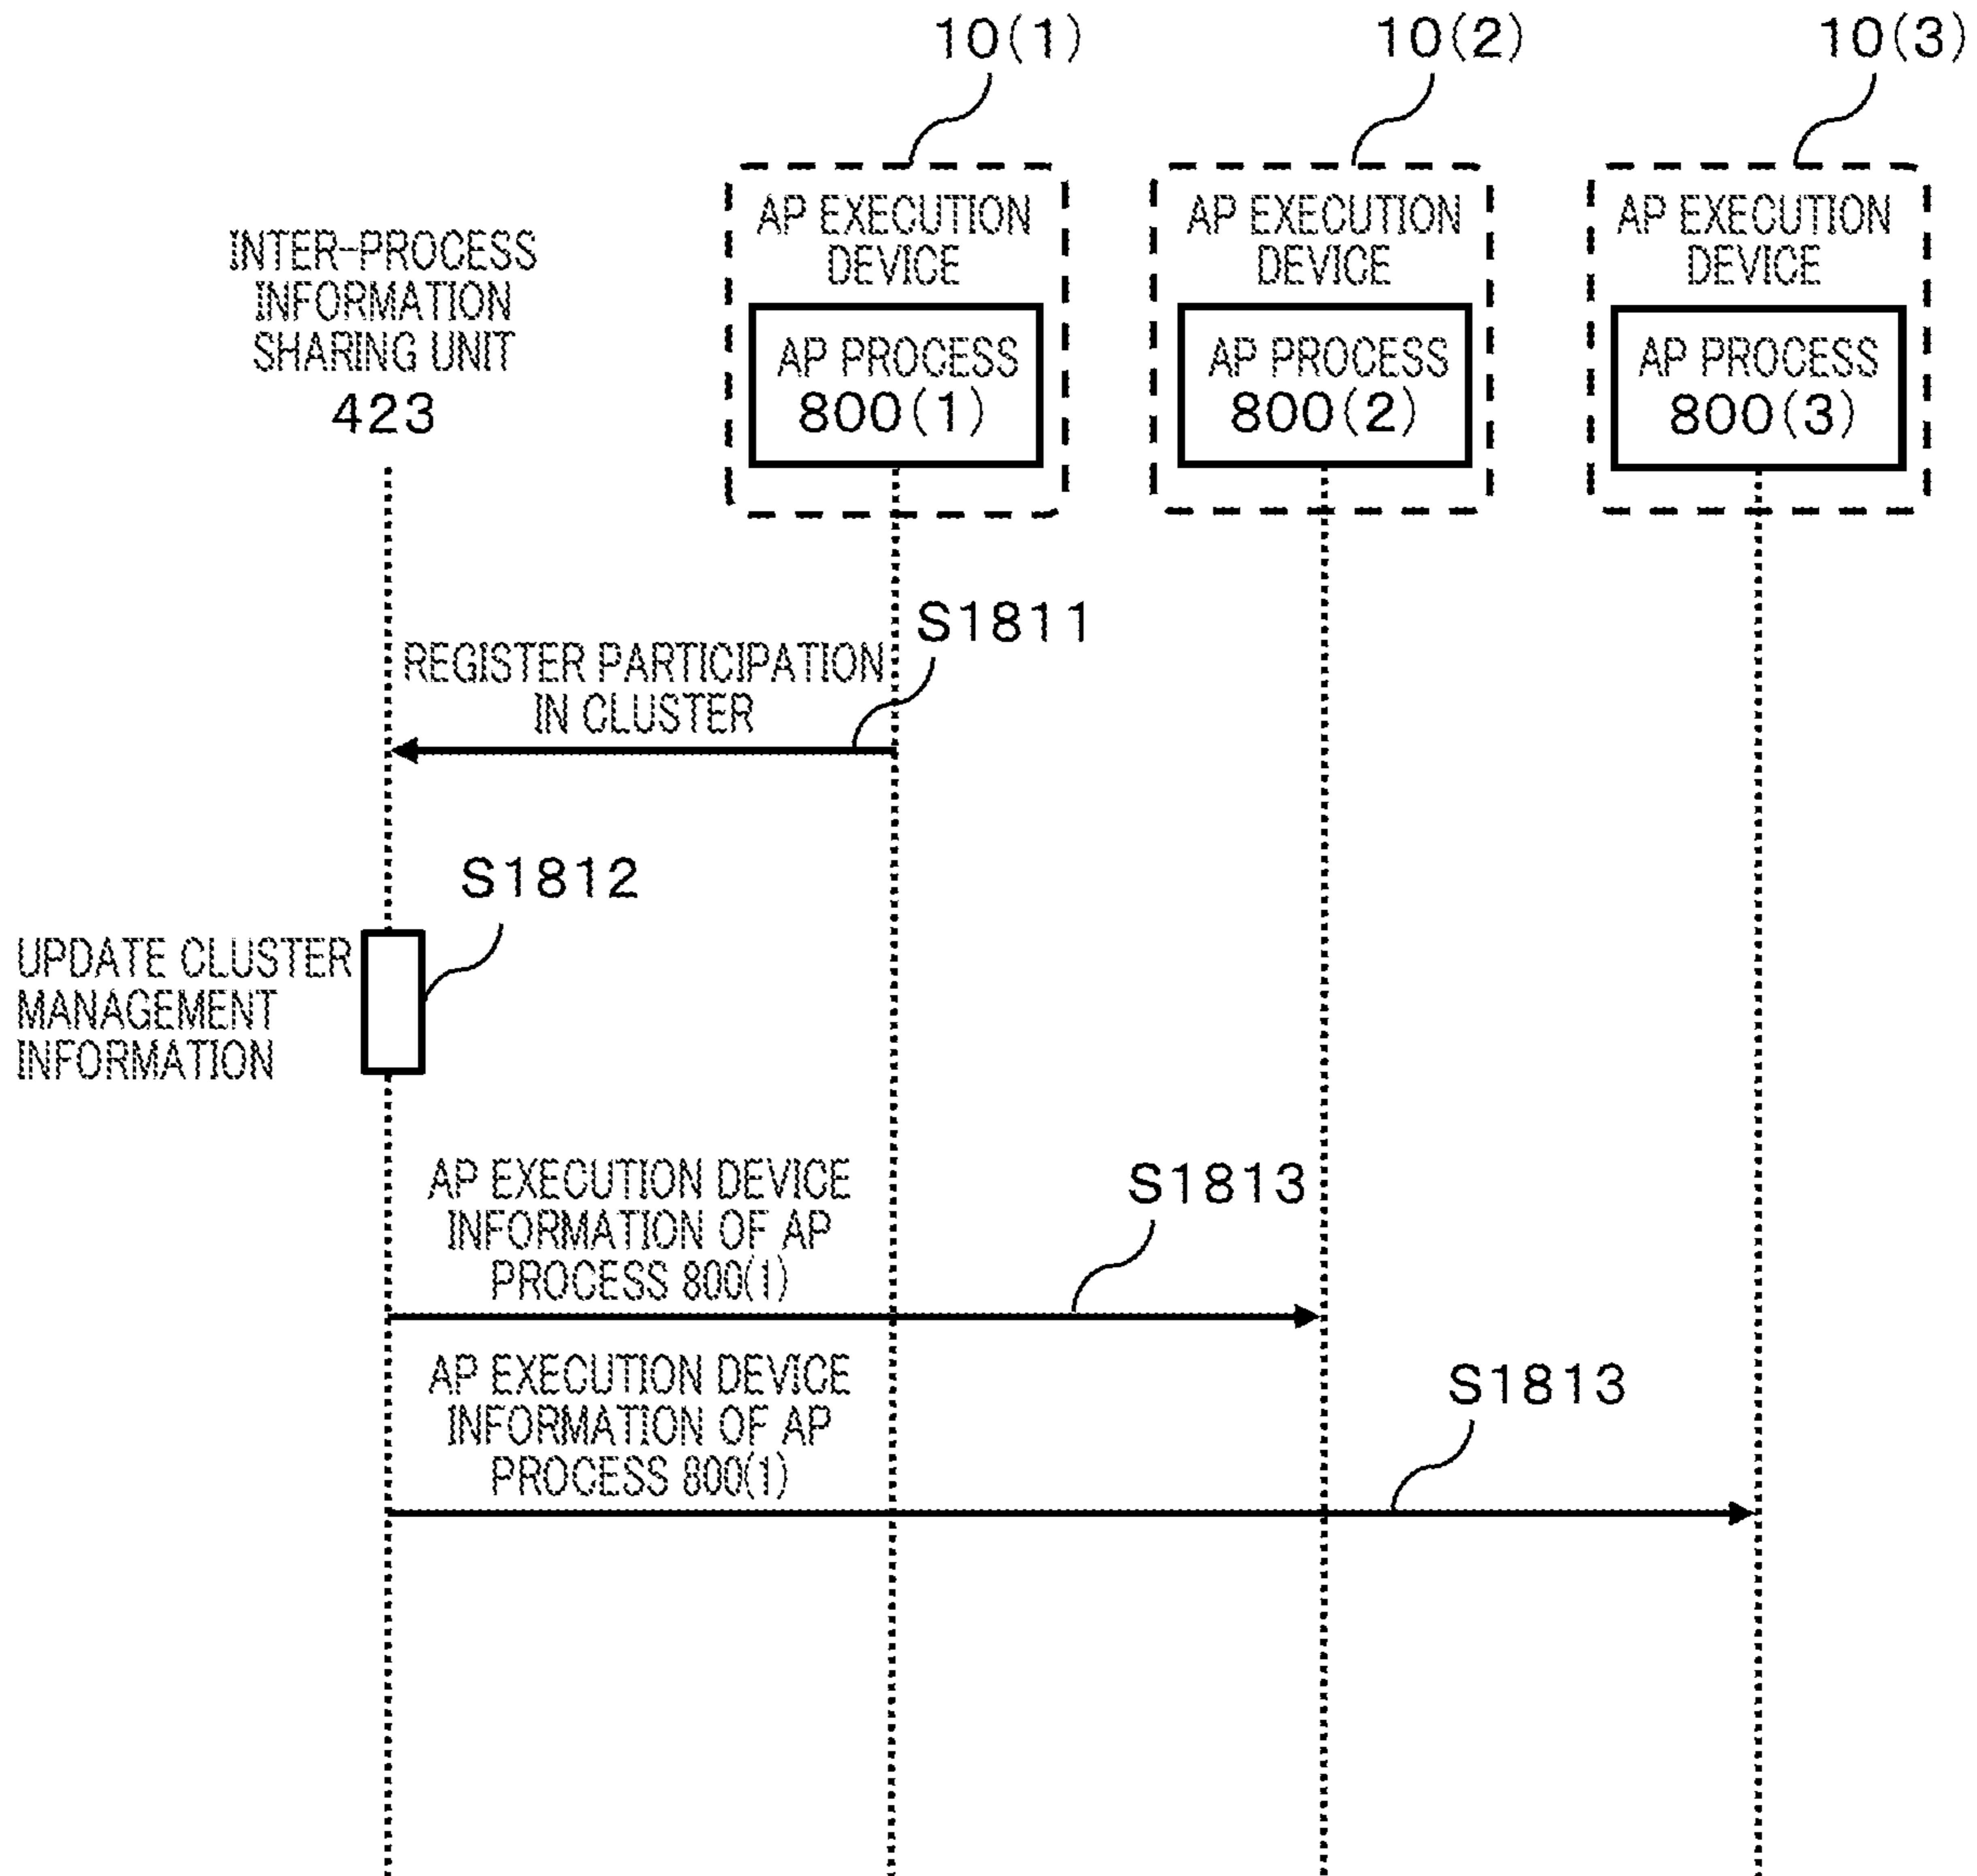 10(1)
10(2)
10(3)
INTER-PROCESS
INFORMATION
SHARING UNIT
423
AP EXECUTION
DEVICE
AP PROCESS
800(1)
AP EXECUTION
DEVICE
AP PROCESS
800(2)
AP EXECUTION
DEVICE
AP PROCESS
800(3)
S1811
REGISTER PARTICIPATION
IN CLUSTER
S1812
UPDATE CLUSTER
MANAGEMENT
INFORMATION
AP EXECUTION DEVICE
INFORMATION OF AP
PROCESS 800(1)
S1813
AP EXECUTION DEVICE
INFORMATION OF AP
PROCESS 800(1)
S1813